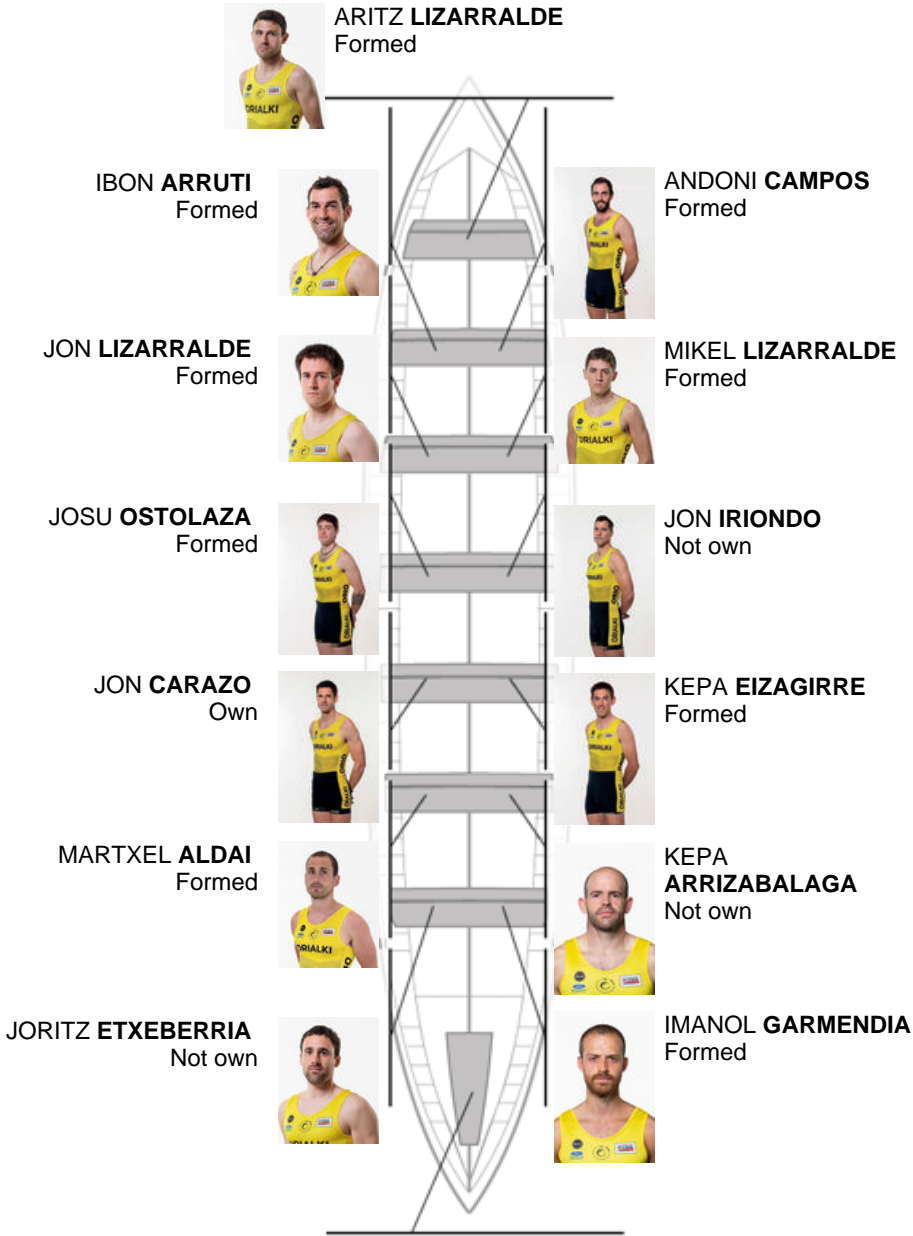 ARITZ LIZARRALDE
Formed
IBON ARRUTI
Formed
ANDONI CAMPOS
Formed
JON LIZARRALDE
Formed
MIKEL LIZARRALDE
Formed
JOSU OSTOLAZA
Formed
JON IRIONDO
Not own
JON CARAZO
Own
KEPA EIZAGIRRE
Formed
MARTXEL ALDAI
Formed
KEPA
ARRIZABALAGA
Not own
JORITZ ETXEBERRIA
Not own
IMANOL GARMENDIA
Formed